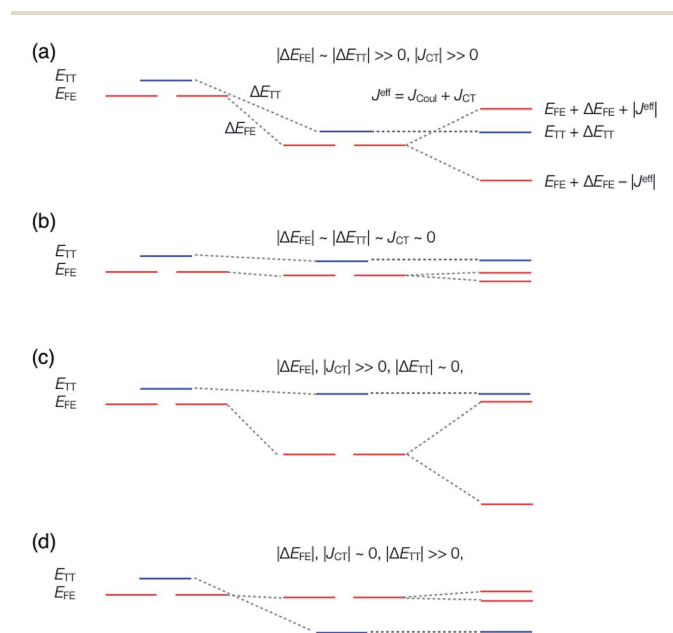 (a)
|ΔE_FE| ~ |ΔE_TT| >> 0, |J_CT| >> 0
E_TT
E_FE
ΔE_TT
ΔE_FE
J^eff = J_Coul + J_CT
E_FE + ΔE_FE + |J^eff|
E_TT + ΔE_TT
E_FE + ΔE_FE − |J^eff|
(b)
|ΔE_FE| ~ |ΔE_TT| ~ J_CT ~ 0
E_TT
E_FE
(c)
|ΔE_FE|, |J_CT| >> 0, |ΔE_TT| ~ 0,
E_TT
E_FE
(d)
|ΔE_FE|, |J_CT| ~ 0, |ΔE_TT| >> 0,
E_TT
E_FE